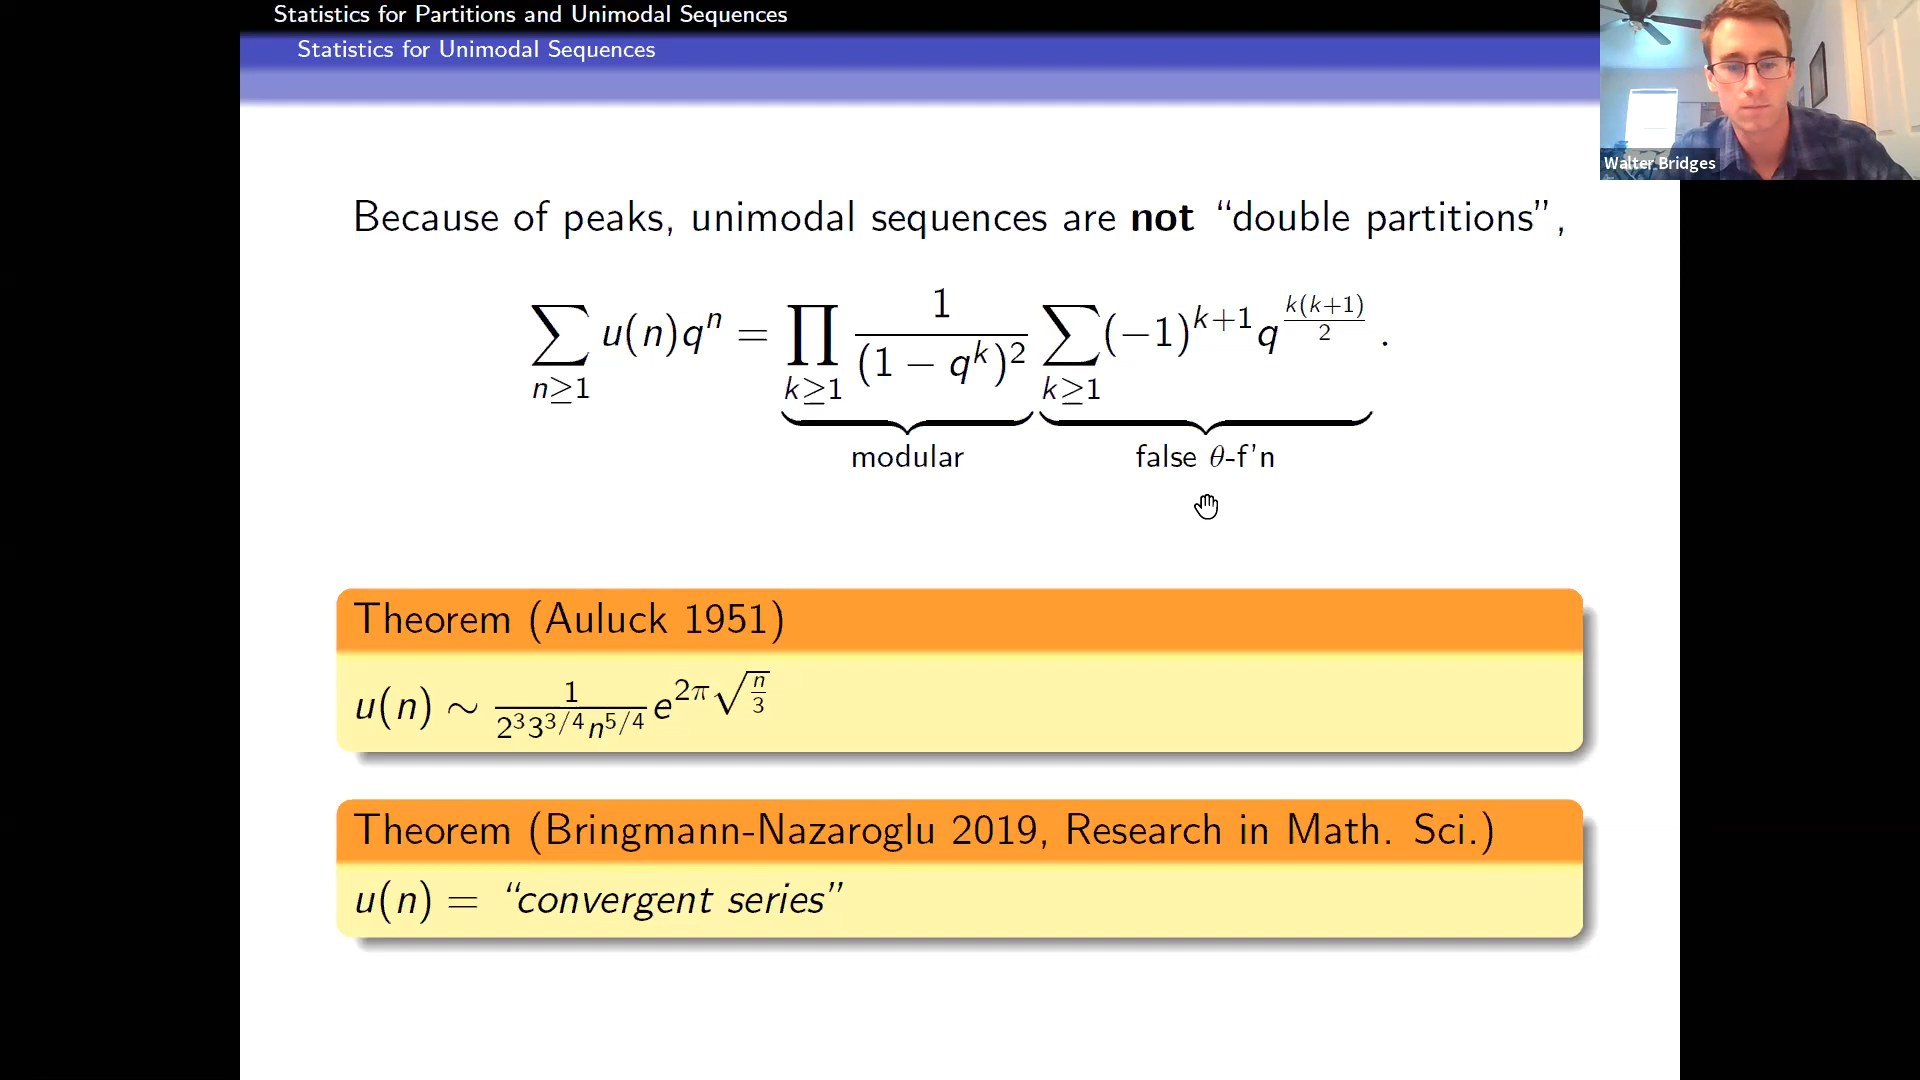 Statistics for Partitions and Unimodal Sequences
Statistics for Unimodal Sequences
Walter Bridges
Because of peaks, unimodal sequences are not “double partitions”,
∑_{n≥1} u(n)q^n = ∏_{k≥1} 1/(1 − q^k)^2 ∑_{k≥1} (−1)^{k+1} q^{k(k+1)/2} .
modular false θ-f’n
Theorem (Auluck 1951)
u(n) ∼ 1/(2^3 3^{3/4} n^{5/4}) e^{2π√(n/3)}
Theorem (Bringmann-Nazaroglu 2019, Research in Math. Sci.)
u(n) = “convergent series”